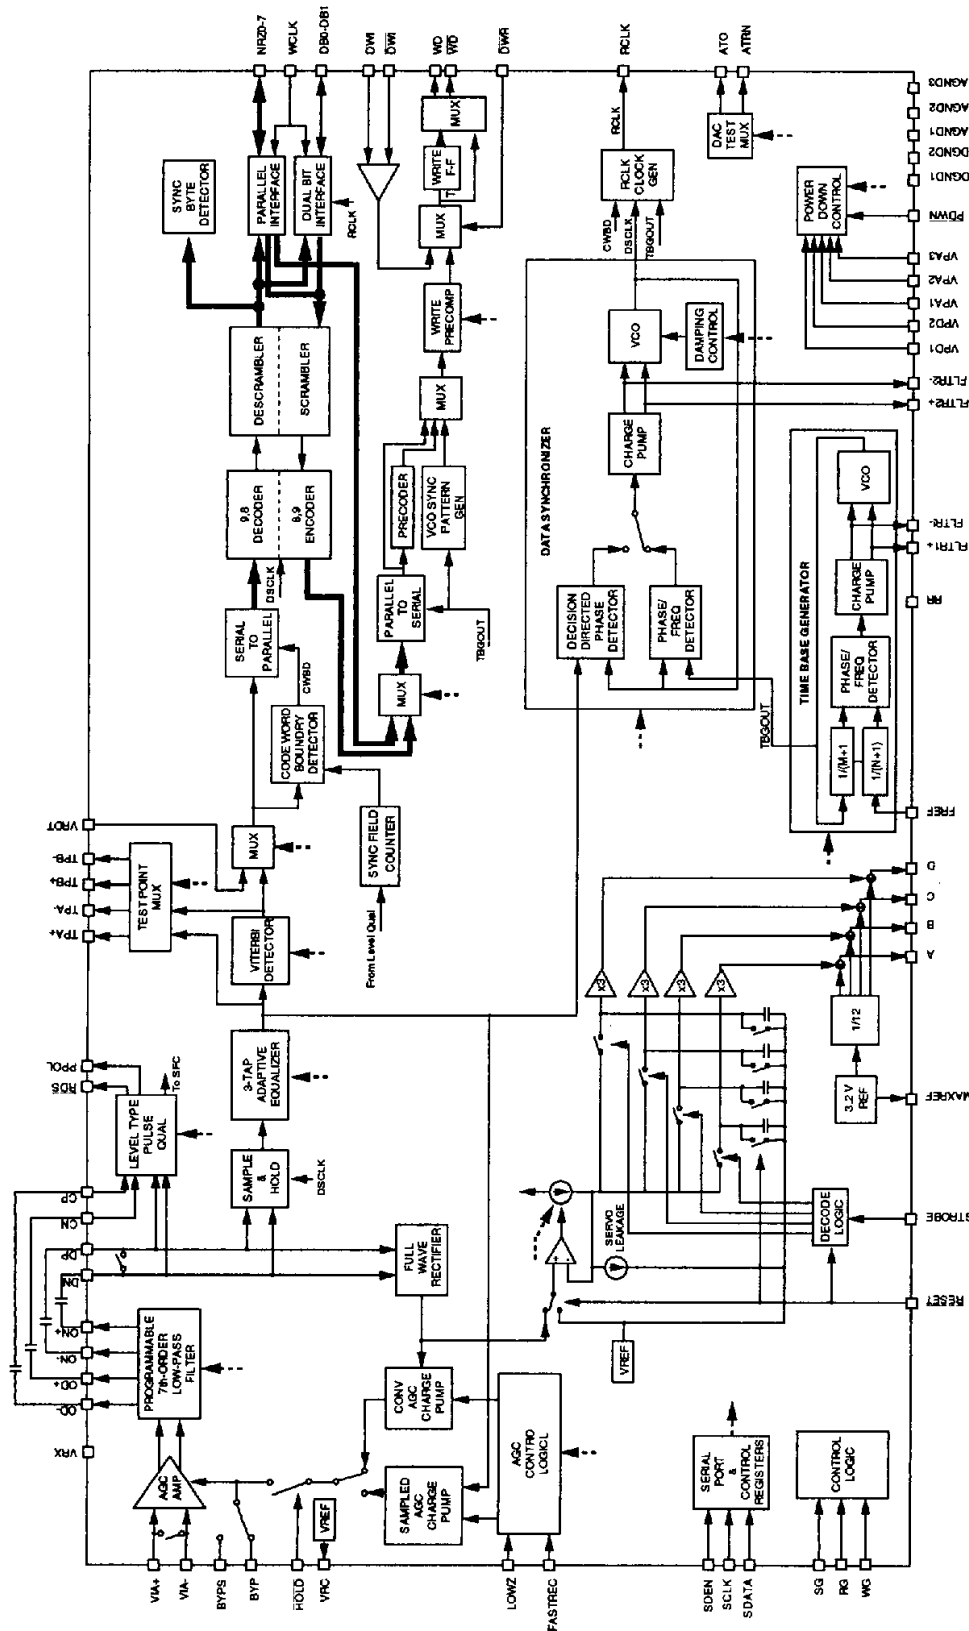 VIA+
VIA-
BYPS
BYP
HOLD
VRC
LOWZ
FASTREC
SDEN
SCLK
SDATA
SG
RG
WG
VRX
OD-
OD+
ON-
ON+
DN
DP
CN
CP
RDS
PPOL
TPA+
TPA-
TPB+
TPB-
VRDT
NRZ0-7
WCLK
DB0-DB1
DWI
DWI
WD
WD
DWR
RCLK
ATO
ATRN
AGND3
AGND2
AGND1
DGND2
DGND1
PDWN
VPA3
VPA2
VPA1
VPD2
VPD1
FLTR2-
FLTR2+
FLTR1-
FLTR1+
RR
FREF
D
C
B
A
MAXREF
STROBE
RESET
AGC
AMP
PROGRAMMABLE
7th-ORDER
LOW-PASS
FILTER
VREF
LEVEL TYPE
PULSE
QUAL
To SFC
SAMPLE
&
HOLD
DSCLK
3-TAP
ADAPTIVE
EQUALIZER
VITERBI
DETECTOR
TEST POINT
MUX
MUX
SYNC FIELD
COUNTER
From Level Qual
CODE WORD
BOUNDRY
DETECTOR
CWBD
SERIAL
TO
PARALLEL
DSCLK
9,8
DECODER
8,9
ENCODER
DESCRAMBLER
SCRAMBLER
SYNC
BYTE
DETECTOR
PARALLEL
INTERFACE
DUAL BIT
INTERFACE
RCLK
FULL
WAVE
RECTIFIER
CONV
AGC
CHARGE
PUMP
SAMPLED
AGC
CHARGE
PUMP
AGC
CONTRO
LOGICL
MUX
PARALLEL
TO
SERIAL
TBGOUT
PRECODER
VCO SYNC
PATTERN
GEN
MUX
WRITE
PRECOMP
MUX
WRITE
T F-F
MUX
DATA SYNCHRONIZER
DECISION
DIRECTED
PHASE
DETECTOR
PHASE/
FREQ
DETECTOR
CHARGE
PUMP
VCO
DAMPING
CONTROL
CWBD
DSCLK
TBGOUT
RCLK
CLOCK
GEN
RCLK
DAC
TEST
MUX
POWER
DOWN
CONTROL
TBGOUT
TIME BASE GENERATOR
1/(M+1
1/(N+1)
PHASE/
FREQ
DETECTOR
CHARGE
PUMP
VCO
x3
x3
x3
x3
1/12
3.2 V
REF
DECODE
LOGIC
SERVO
LEAKAGE
+
-
VREF
SERIAL
PORT
&
CONTROL
REGISTERS
CONTROL
LOGIC